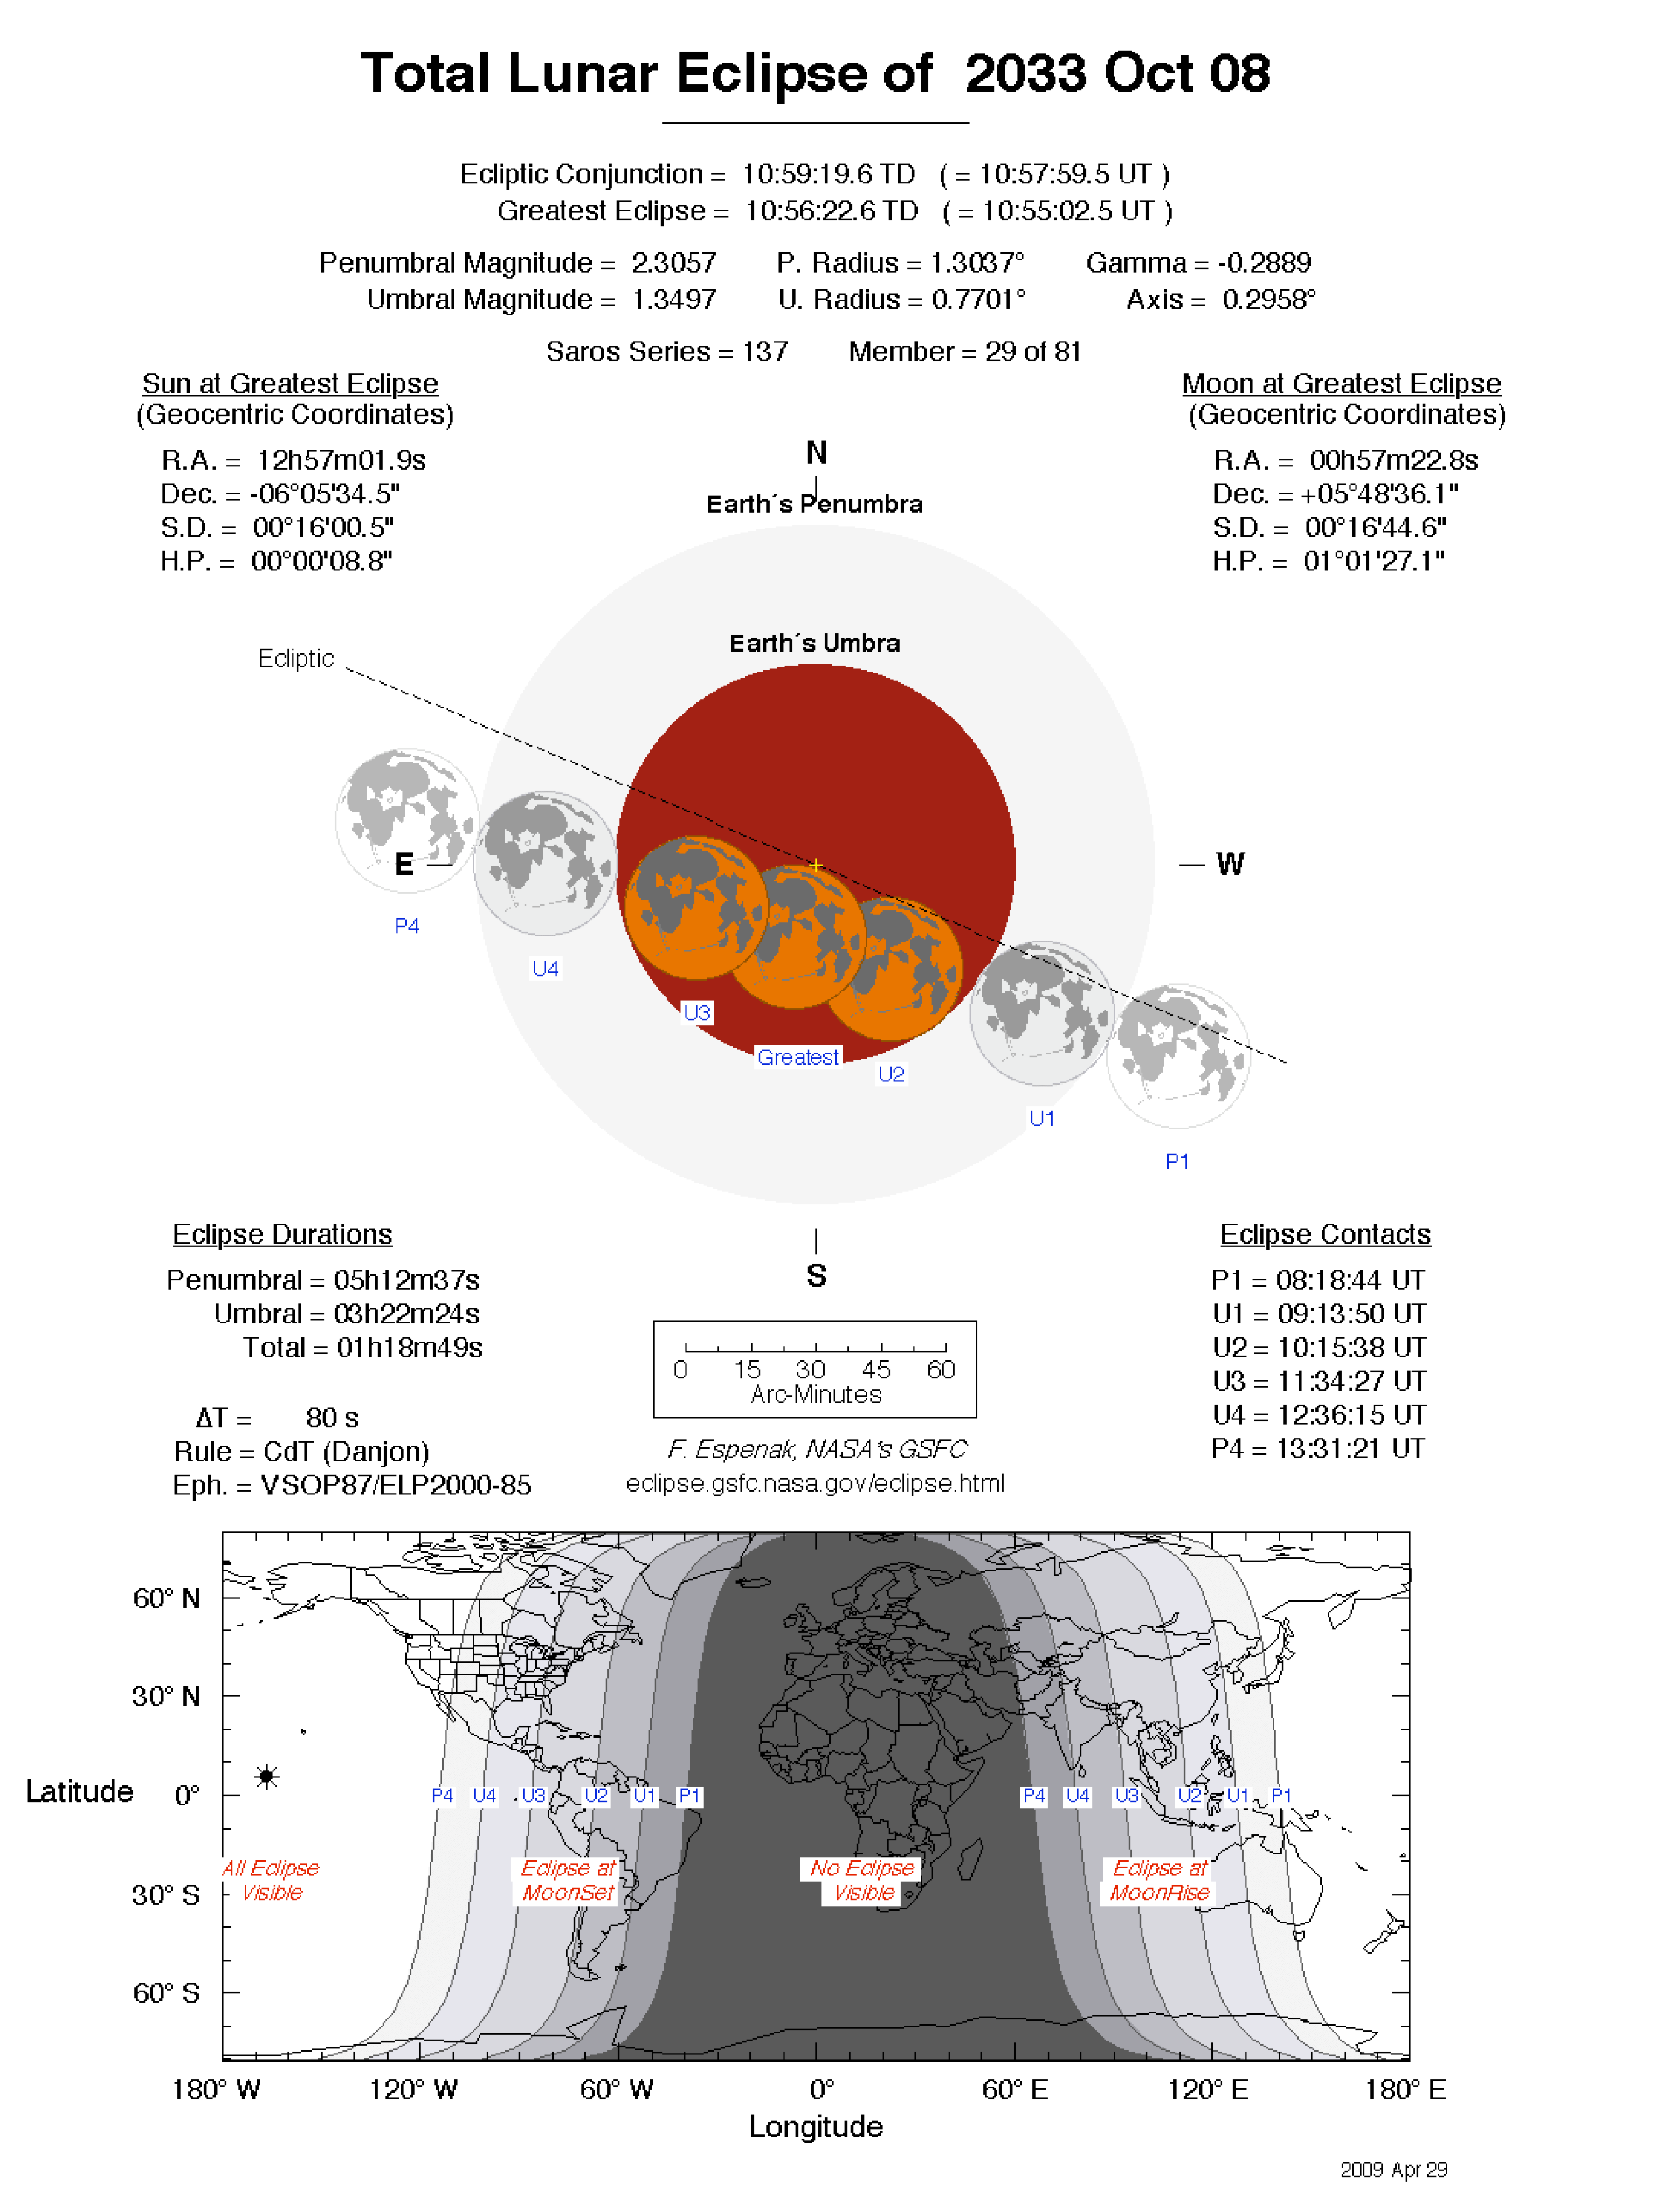 Total Lunar Eclipse of 2033 Oct 08
Ecliptic Conjunction = 10:59:19.6 TD ( = 10:57:59.5 UT )
Greatest Eclipse = 10:56:22.6 TD ( = 10:55:02.5 UT )
Penumbral Magnitude = 2.3057 P. Radius = 1.3037° Gamma = -0.2889
Umbral Magnitude = 1.3497 U. Radius = 0.7701° Axis = 0.2958°
Saros Series = 137 Member = 29 of 81
Sun at Greatest Eclipse
(Geocentric Coordinates)
R.A. = 12h57m01.9s
Dec. = -06°05'34.5"
S.D. = 00°16'00.5"
H.P. = 00°00'08.8"
Moon at Greatest Eclipse
(Geocentric Coordinates)
R.A. = 00h57m22.8s
Dec. = +05°48'36.1"
S.D. = 00°16'44.6"
H.P. = 01°01'27.1"
N
Earth´s Penumbra
Earth´s Umbra
Ecliptic
E
W
P4
U4
U3
Greatest
U2
U1
P1
S
Eclipse Durations
Penumbral = 05h12m37s
Umbral = 03h22m24s
Total = 01h18m49s
ΔT = 80 s
Rule = CdT (Danjon)
Eph. = VSOP87/ELP2000-85
0 15 30 45 60
Arc-Minutes
F. Espenak, NASA's GSFC
eclipse.gsfc.nasa.gov/eclipse.html
Eclipse Contacts
P1 = 08:18:44 UT
U1 = 09:13:50 UT
U2 = 10:15:38 UT
U3 = 11:34:27 UT
U4 = 12:36:15 UT
P4 = 13:31:21 UT
60° N
30° N
Latitude 0°
30° S
60° S
P4 U4 U3 U2 U1 P1 P4 U4 U3 U2 U1 P1
All Eclipse
Visible
Eclipse at
MoonSet
No Eclipse
Visible
Eclipse at
MoonRise
180° W 120° W 60° W 0° 60° E 120° E 180° E
Longitude
2009 Apr 29